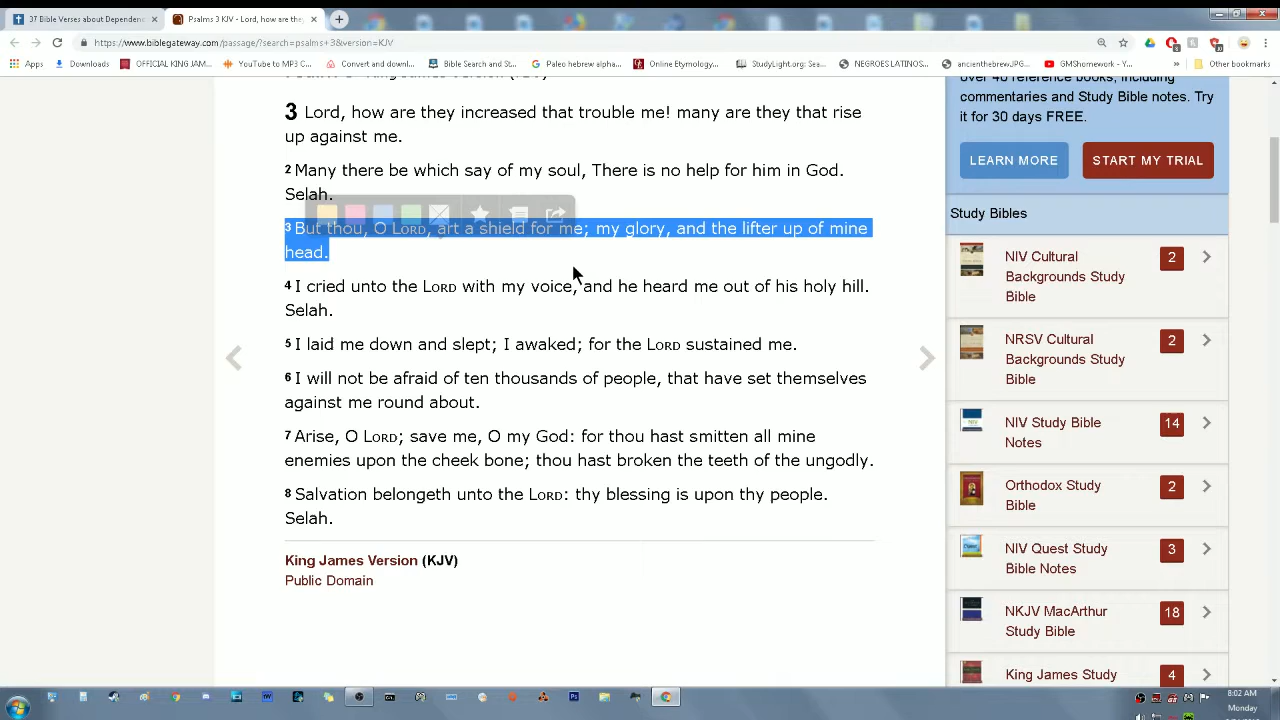 37 Bible Verses about Dependenc
Psalms 3 KJV - Lord, how are they
https://www.biblegateway.com/passage/?search=psalms+3&version=KJV
Apps
Downloads
OFFICIAL KING JAM
YouTube to MP3 C
Convert and downl
Bible Search and St
Paleo hebrew alpha
Online Etymology
StudyLight.org: Sea
NEGROES LATINOS
ancienthebrewJPG
GMShomework - Y
»
Other bookmarks
3 Lord, how are they increased that trouble me! many are they that rise
up against me.
2 Many there be which say of my soul, There is no help for him in God.
Selah.
3 But thou, O LORD, art a shield for me; my glory, and the lifter up of mine
head.
4 I cried unto the LORD with my voice, and he heard me out of his holy hill.
Selah.
5 I laid me down and slept; I awaked; for the LORD sustained me.
6 I will not be afraid of ten thousands of people, that have set themselves
against me round about.
7 Arise, O LORD; save me, O my God: for thou hast smitten all mine
enemies upon the cheek bone; thou hast broken the teeth of the ungodly.
8 Salvation belongeth unto the LORD: thy blessing is upon thy people.
Selah.
King James Version (KJV)
Public Domain
over 40 reference books, including
commentaries and Study Bible notes. Try
it for 30 days FREE.
LEARN MORE
START MY TRIAL
Study Bibles
NIV Cultural
Backgrounds Study
Bible
2
NRSV Cultural
Backgrounds Study
Bible
2
NIV Study Bible
Notes
14
Orthodox Study
Bible
2
NIV Quest Study
Bible Notes
3
NKJV MacArthur
Study Bible
18
King James Study
4
8:02 AM
Monday